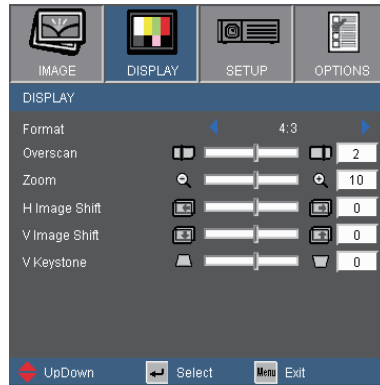 IMAGE DISPLAY SETUP OPTIONS
DISPLAY
Format 4:3
Overscan 2
Zoom 10
H Image Shift 0
V Image Shift 0
V Keystone 0
UpDown Select Menu Exit